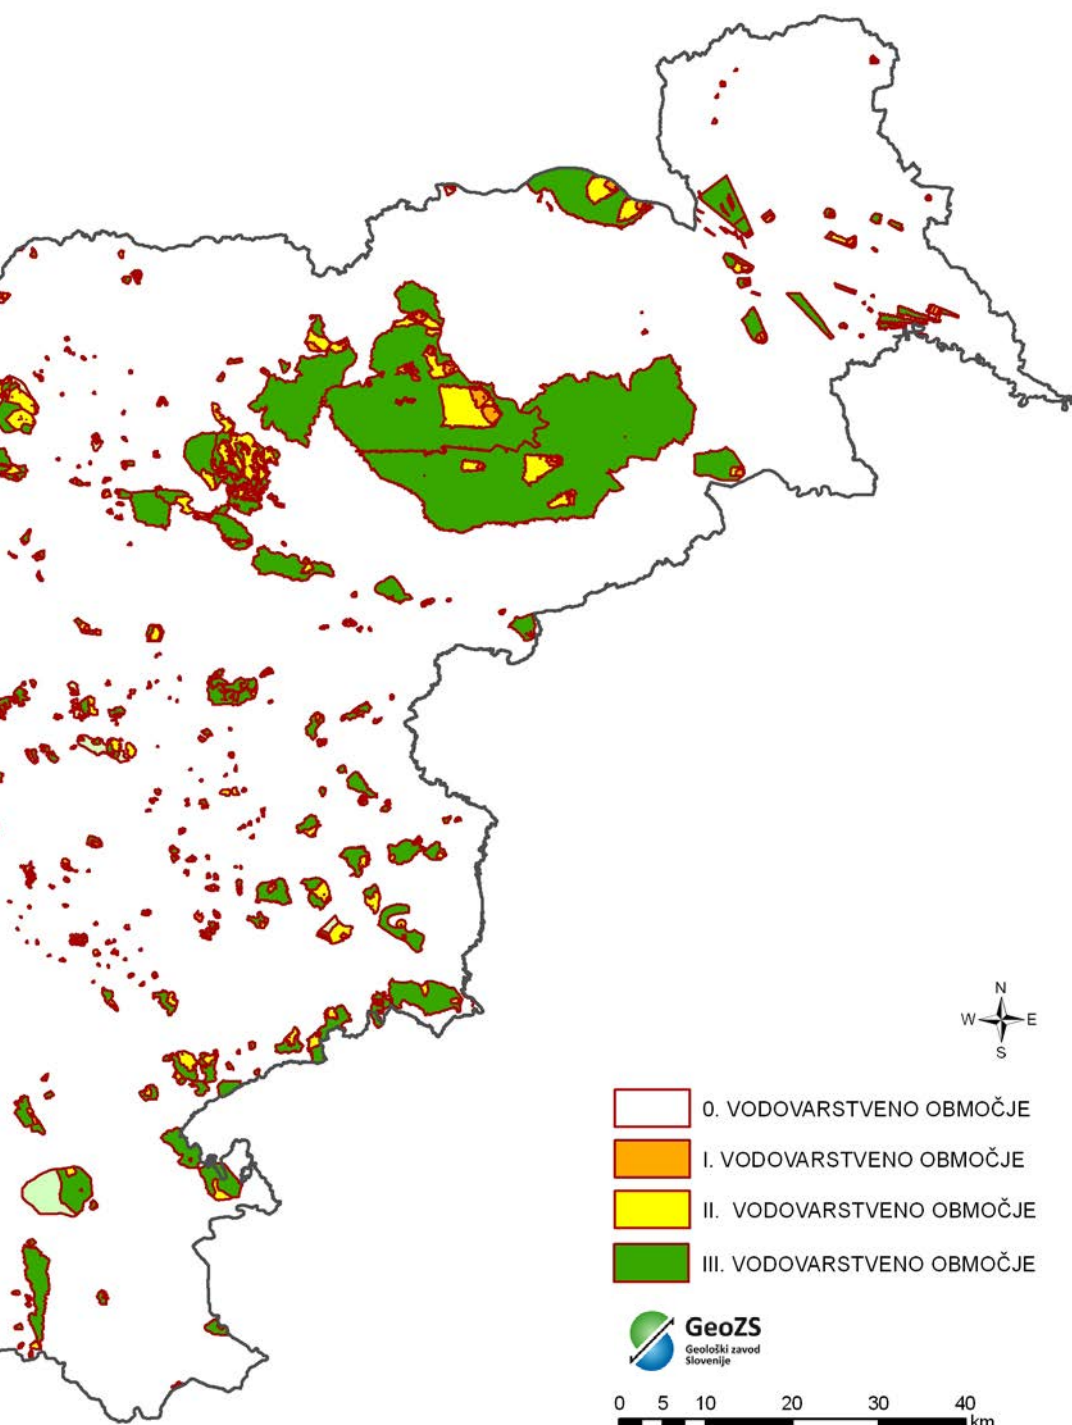 N
W E
S
0. VODOVARSTVENO OBMOČJE
I. VODOVARSTVENO OBMOČJE
II. VODOVARSTVENO OBMOČJE
III. VODOVARSTVENO OBMOČJE
GeoZS
Geološki zavod
Slovenije
0 5 10 20 30 40
km